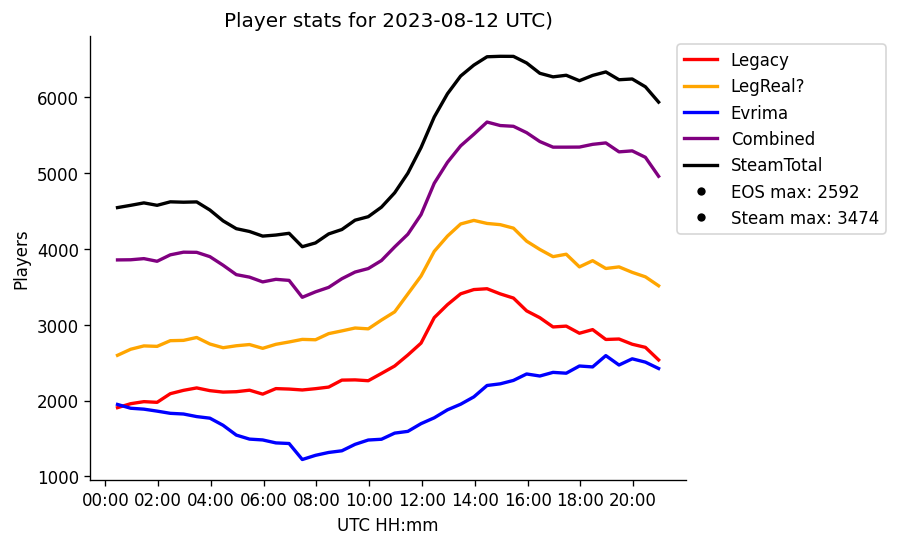 Player stats for 2023-08-12 UTC)
Legacy
LegReal?
Evrima
Combined
SteamTotal
EOS max: 2592
Steam max: 3474
Players
6000
5000
4000
3000
2000
1000
00:00 02:00 04:00 06:00 08:00 10:00 12:00 14:00 16:00 18:00 20:00
UTC HH:mm